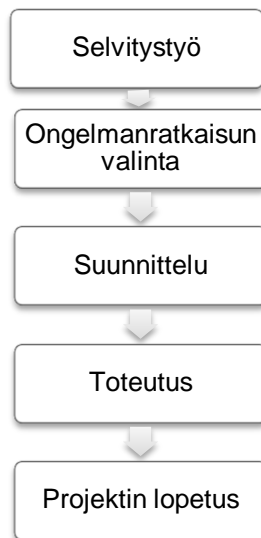 Selvitystyö
Ongelmanratkaisun
valinta
Suunnittelu
Toteutus
Projektin lopetus